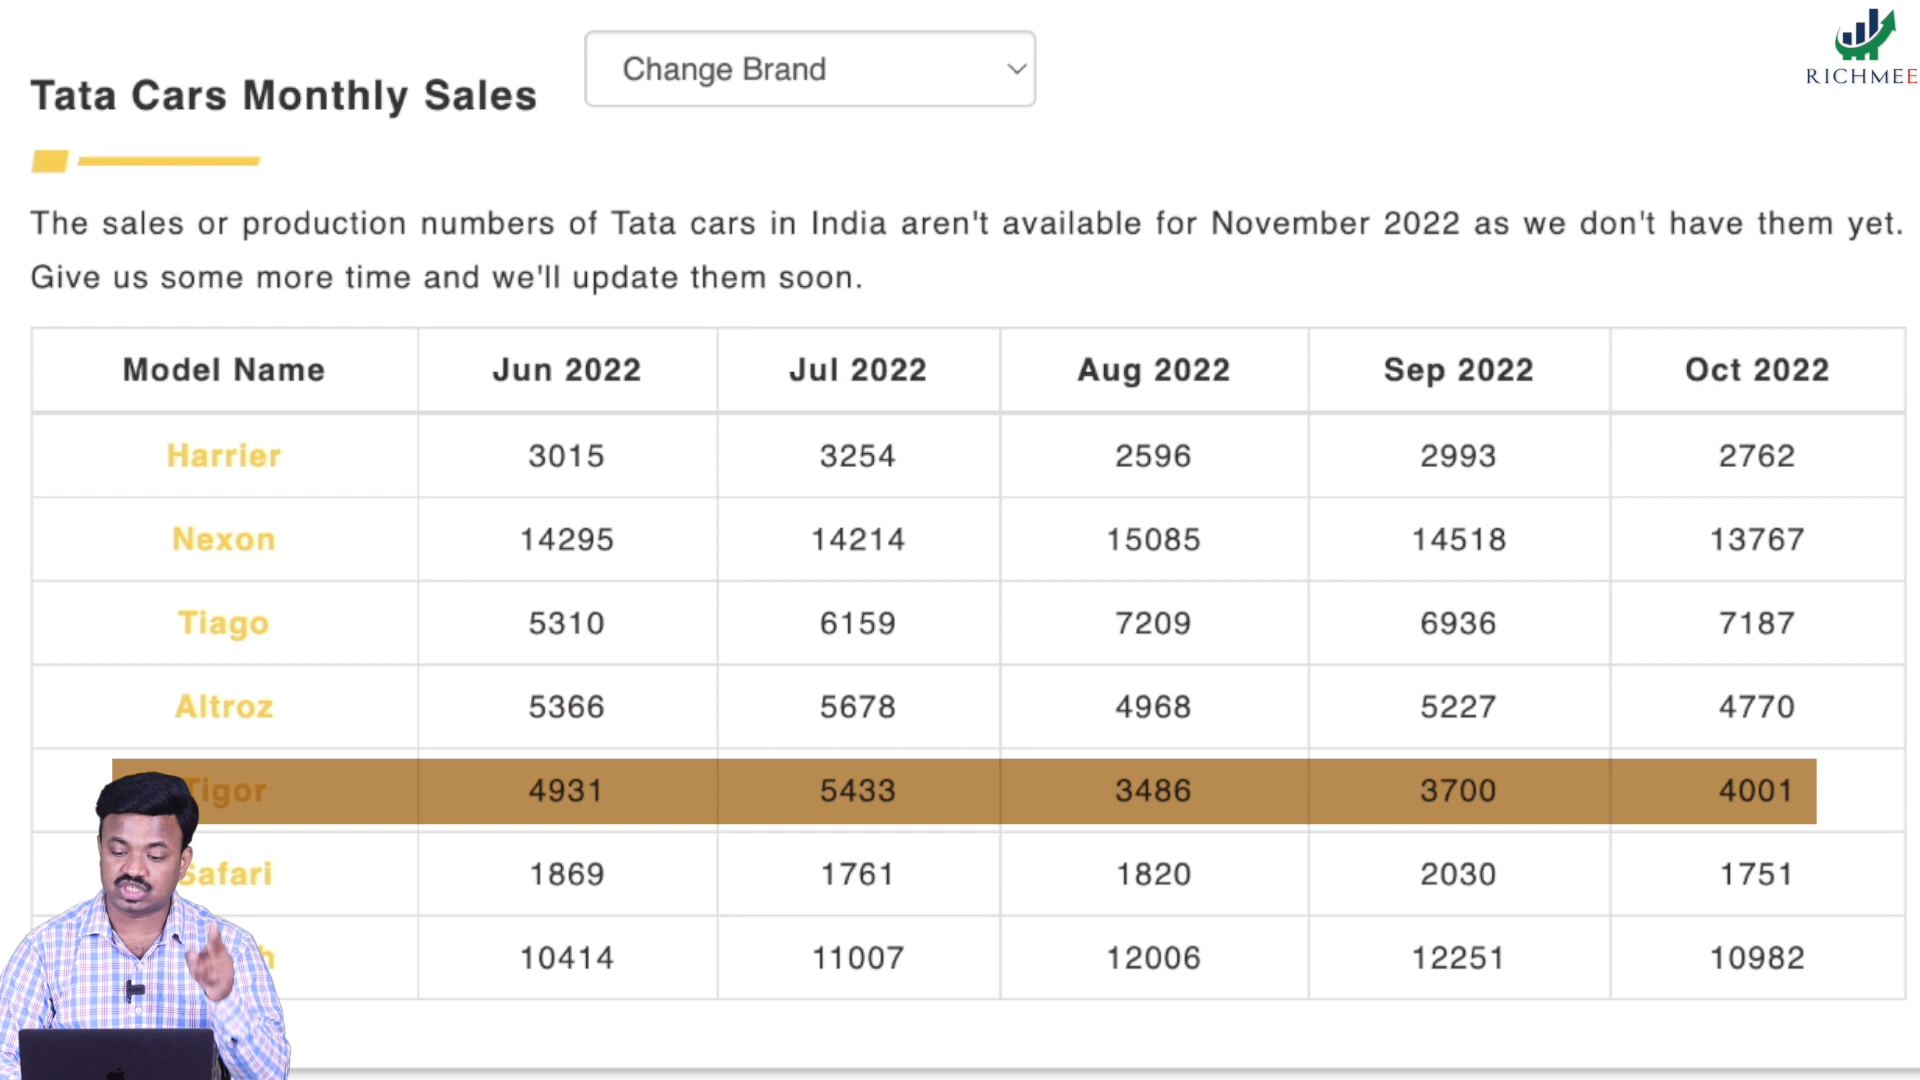 Change Brand
RICHMEE
Tata Cars Monthly Sales
The sales or production numbers of Tata cars in India aren't available for November 2022 as we don't have them yet.
Give us some more time and we'll update them soon.
Model Name Jun 2022 Jul 2022 Aug 2022 Sep 2022 Oct 2022
Harrier 3015 3254 2596 2993 2762
Nexon 14295 14214 15085 14518 13767
Tiago 5310 6159 7209 6936 7187
Altroz 5366 5678 4968 5227 4770
Tigor 4931 5433 3486 3700 4001
Safari 1869 1761 1820 2030 1751
10414 11007 12006 12251 10982